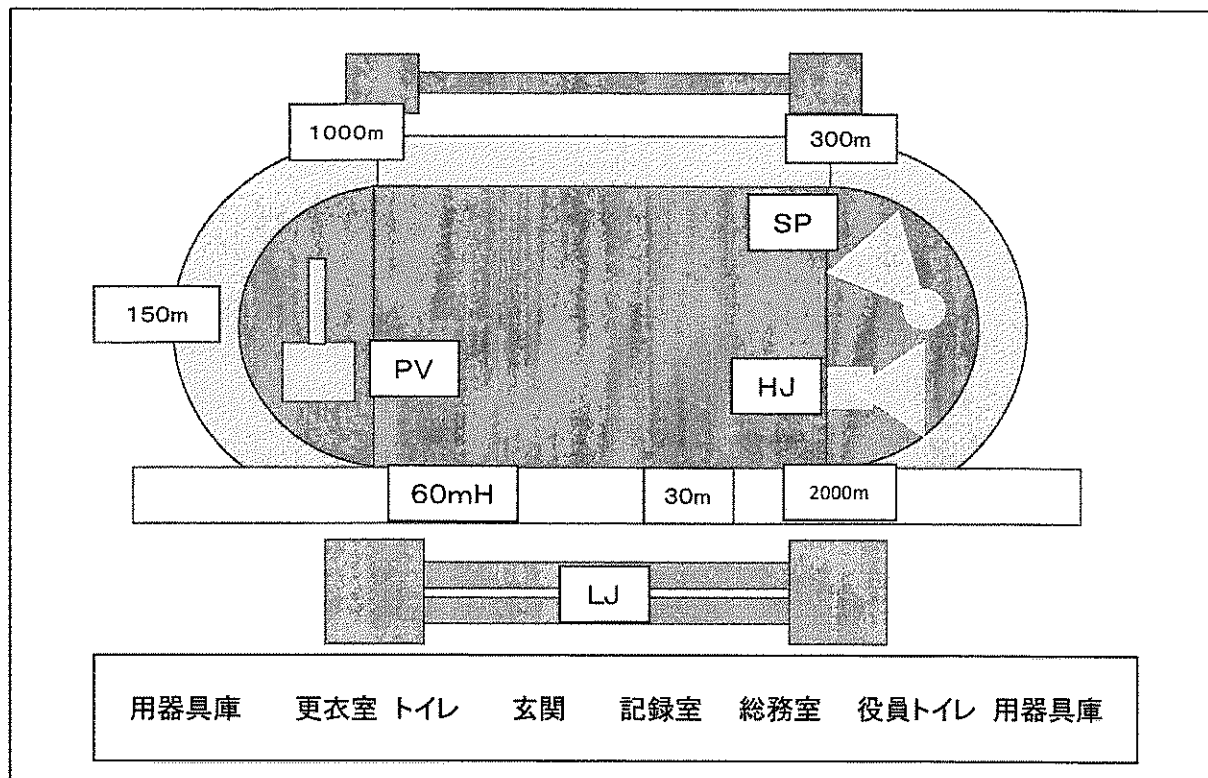 1000m
300m
SP
150m
PV
HJ
60mH
30m
2000m
LJ
用器具庫 更衣室 トイレ 玄関 記録室 総務室 役員トイレ 用器具庫